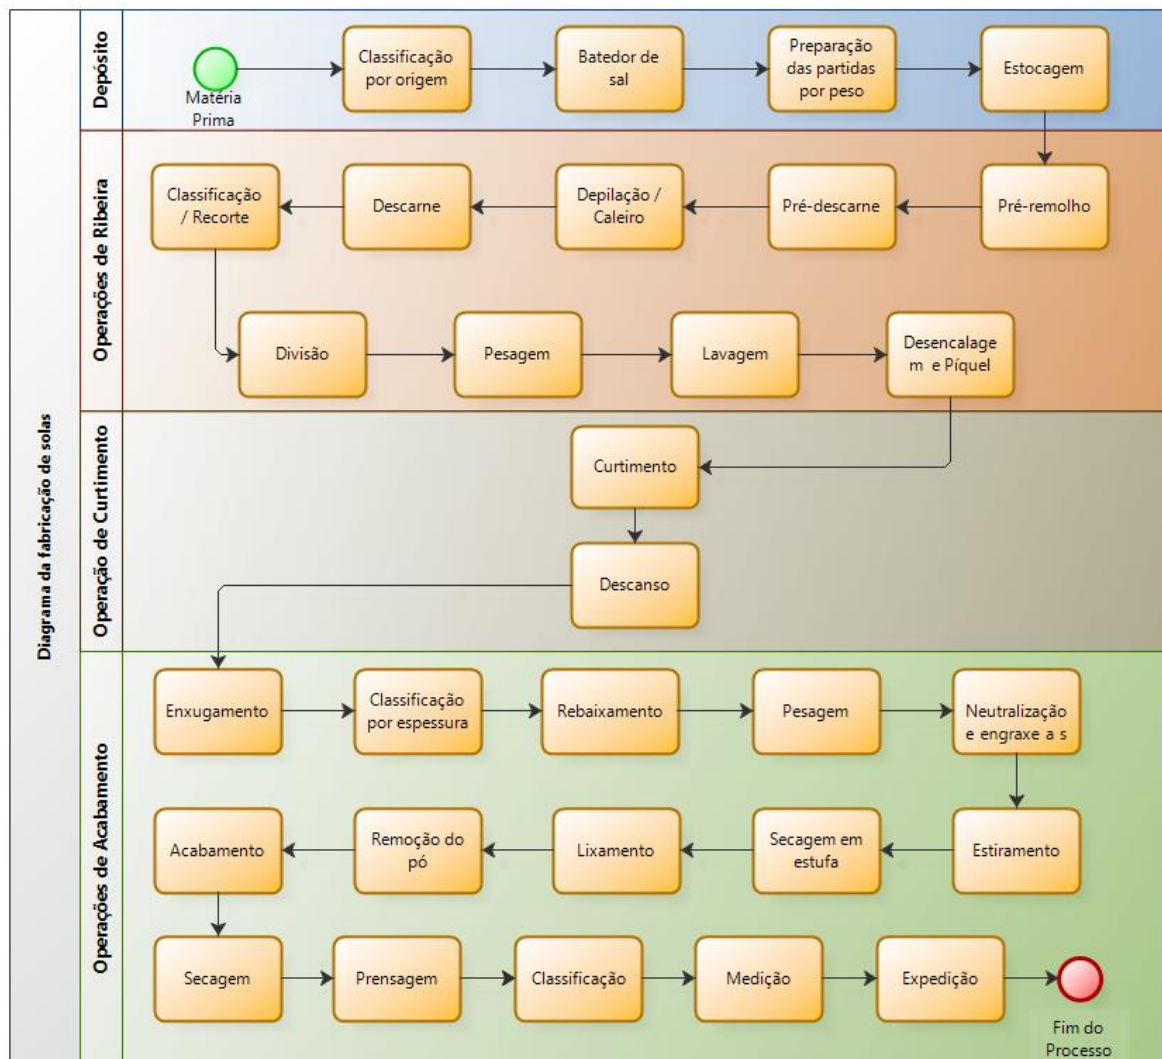 Diagrama da fabricação de solas
Depósito
Matéria
Prima
Classificação
por origem
Batedor de
sal
Preparação
das partidas
por peso
Estocagem
Operações de Ribeira
Pré-remolho
Pré-descarne
Depilação /
Caleiro
Descarne
Classificação
/ Recorte
Divisão
Pesagem
Lavagem
Desencalage
m e Píquel
Operação de Curtimento
Curtimento
Descanso
Operações de Acabamento
Enxugamento
Classificação
por espessura
Rebaixamento
Pesagem
Neutralização
e engraxe a s
Estiramento
Secagem em
estufa
Lixamento
Remoção do
pó
Acabamento
Secagem
Prensagem
Classificação
Medição
Expedição
Fim do
Processo